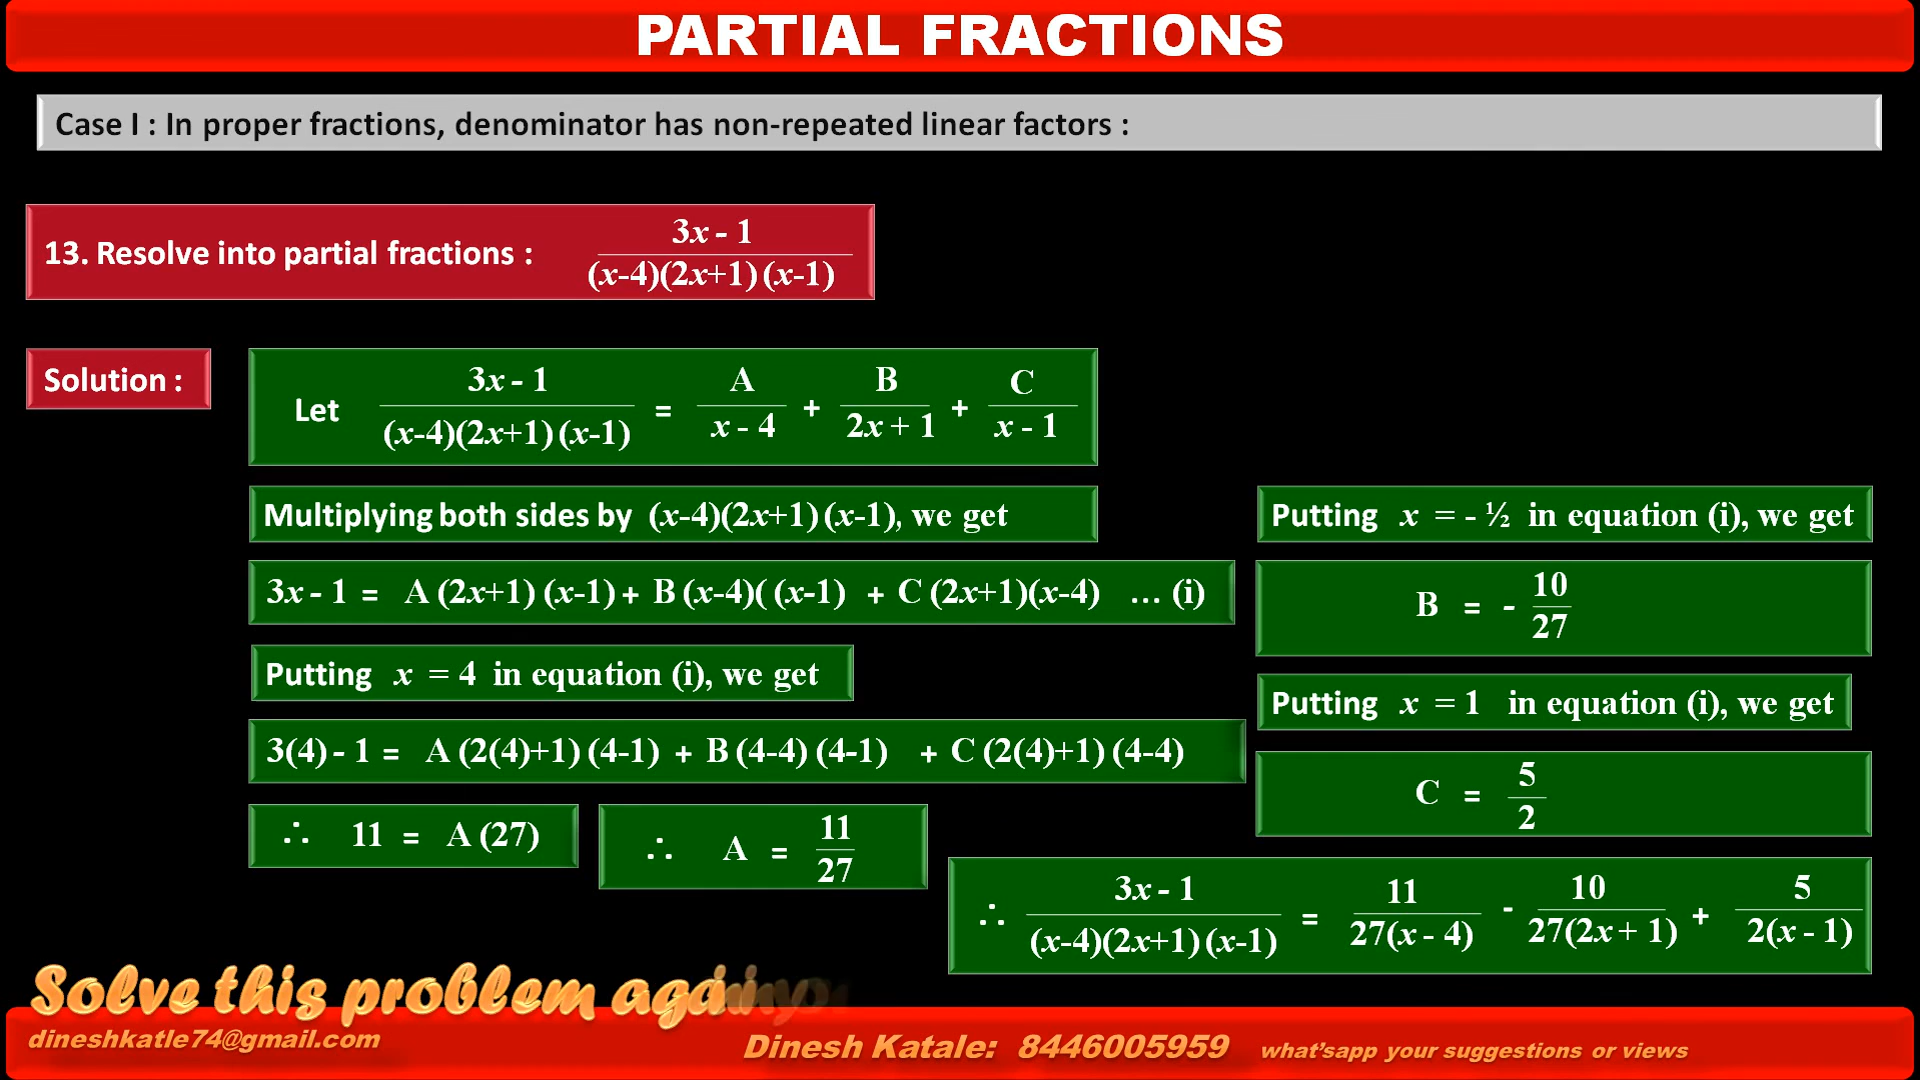 PARTIAL FRACTIONS
Case I : In proper fractions, denominator has non-repeated linear factors :
13. Resolve into partial fractions : 3x - 1 / (x-4)(2x+1)(x-1)
Solution :
Let 3x - 1 / (x-4)(2x+1)(x-1) = A / x - 4 + B / 2x + 1 + C / x - 1
Multiplying both sides by (x-4)(2x+1)(x-1), we get
3x - 1 = A (2x+1) (x-1) + B (x-4)( (x-1) + C (2x+1)(x-4) … (i)
Putting x = 4 in equation (i), we get
3(4) - 1 = A (2(4)+1) (4-1) + B (4-4) (4-1) + C (2(4)+1) (4-4)
∴ 11 = A (27)
∴ A = 11 / 27
Putting x = - ½ in equation (i), we get
B = - 10 / 27
Putting x = 1 in equation (i), we get
C = 5 / 2
∴ 3x - 1 / (x-4)(2x+1)(x-1) = 11 / 27(x - 4) - 10 / 27(2x + 1) + 5 / 2(x - 1)
Solve this problem again
dineshkatle74@gmail.com
Dinesh Katale: 8446005959 what'sapp your suggestions or views